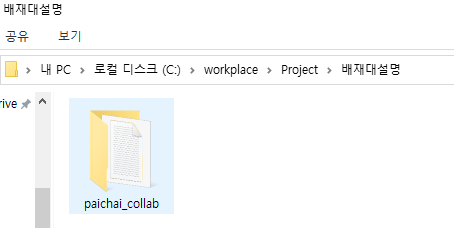 배재대설명
공유 보기
내 PC > 로컬 디스크 (C:) > workplace > Project > 배재대설명
rive
paichai_collab